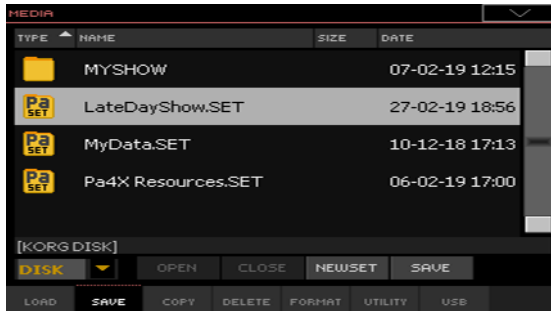 MEDIA
TYPE NAME SIZE DATE
MYSHOW 07-02-19 12:15
Pa SET LateDayShow.SET 27-02-19 18:56
Pa SET MyData.SET 10-12-18 17:13
Pa SET Pa4X Resources.SET 06-02-19 17:00
[KORG DISK]
DISK OPEN CLOSE NEWSET SAVE
LOAD SAVE COPY DELETE FORMAT UTILITY USB